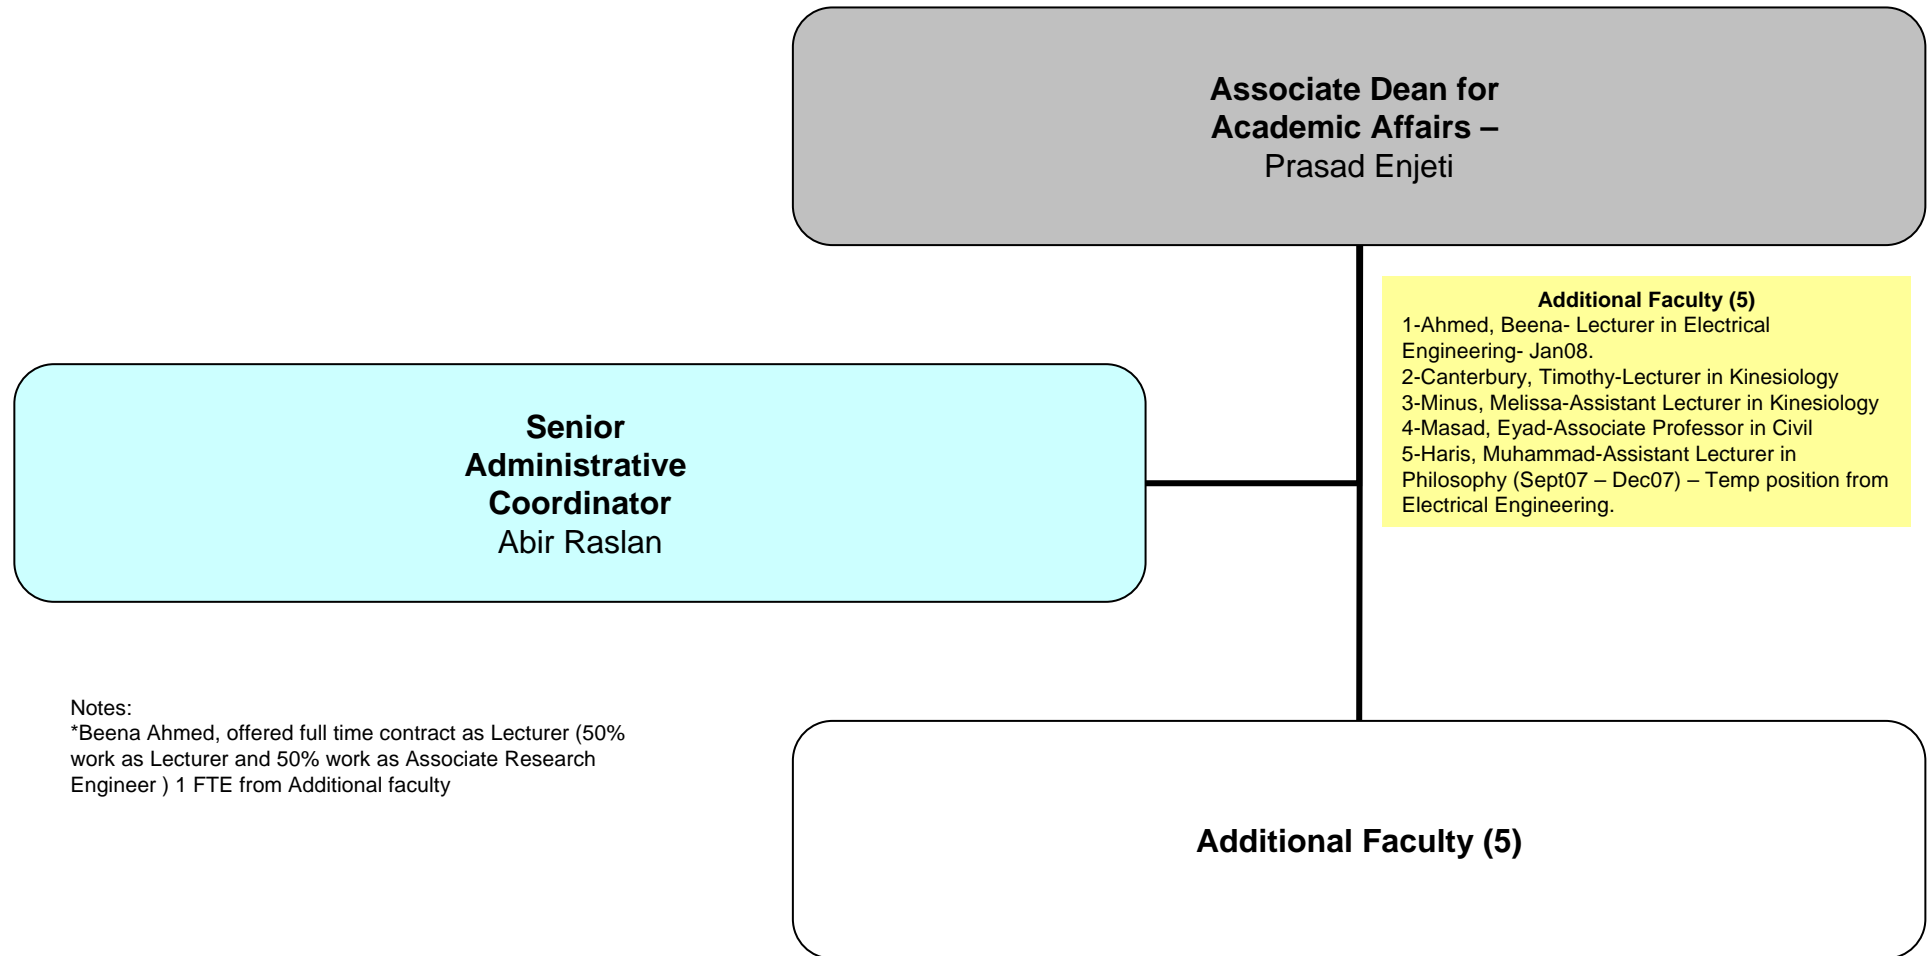 Associate Dean for
Academic Affairs –
Prasad Enjeti
Additional Faculty (5)
1-Ahmed, Beena- Lecturer in Electrical
Engineering- Jan08.
2-Canterbury, Timothy-Lecturer in Kinesiology
3-Minus, Melissa-Assistant Lecturer in Kinesiology
4-Masad, Eyad-Associate Professor in Civil
5-Haris, Muhammad-Assistant Lecturer in
Philosophy (Sept07 – Dec07) – Temp position from
Electrical Engineering.
Senior
Administrative
Coordinator
Abir Raslan
Notes:
*Beena Ahmed, offered full time contract as Lecturer (50%
work as Lecturer and 50% work as Associate Research
Engineer ) 1 FTE from Additional faculty
Additional Faculty (5)